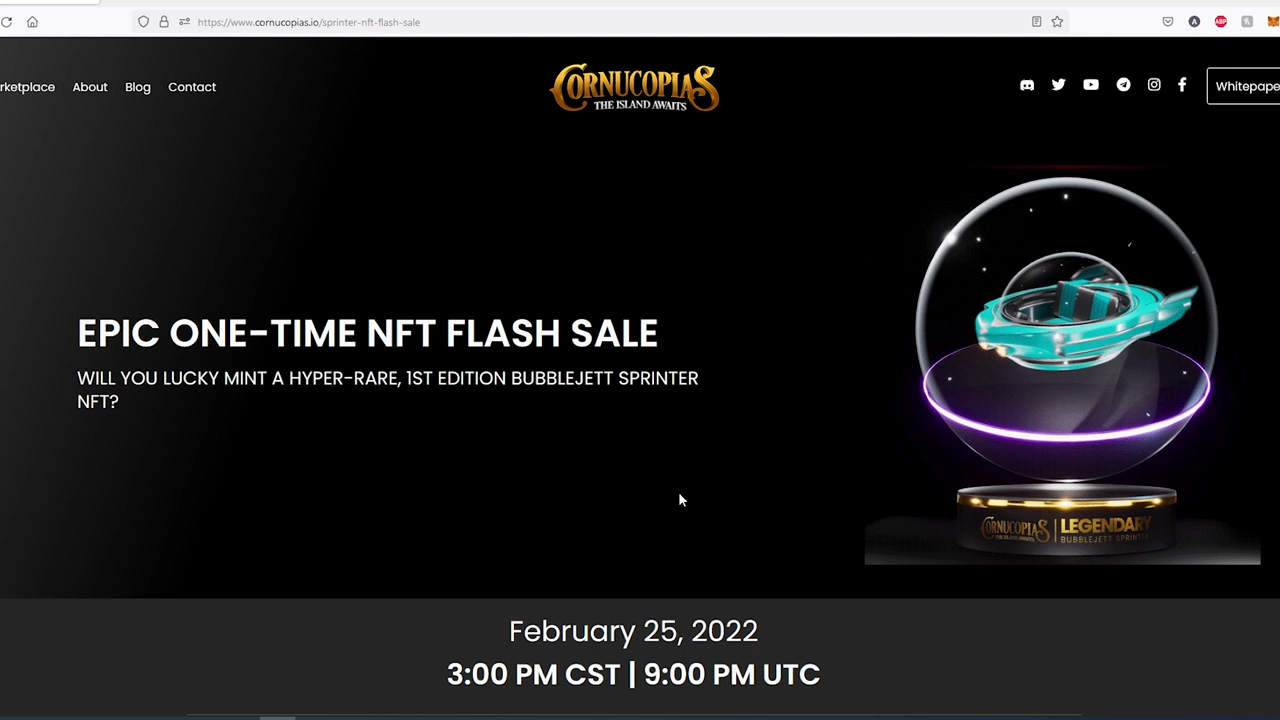 https://www.cornucopias.io/sprinter-nft-flash-sale
rketplace About Blog Contact
CORNUCOPIAS
THE ISLAND AWAITS
Whitepape
EPIC ONE-TIME NFT FLASH SALE
WILL YOU LUCKY MINT A HYPER-RARE, 1ST EDITION BUBBLEJETT SPRINTER
NFT?
CORNUCOPIAS
THE ISLAND AWAITS
LEGENDARY
BUBBLEJETT SPRINTER
February 25, 2022
3:00 PM CST | 9:00 PM UTC